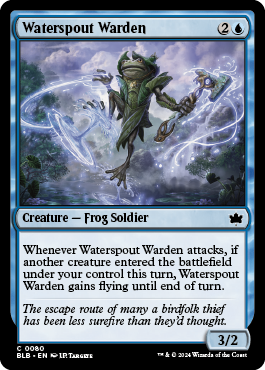 Waterspout Warden 2
Creature — Frog Soldier
Whenever Waterspout Warden attacks, if
another creature entered the battlefield
under your control this turn, Waterspout
Warden gains flying until end of turn.
The escape route of many a birdfolk thief
has been less surefire than they'd thought.
3/2
C 0080
BLB • EN I.P. Targets
™ & © 2024 Wizards of the Coast